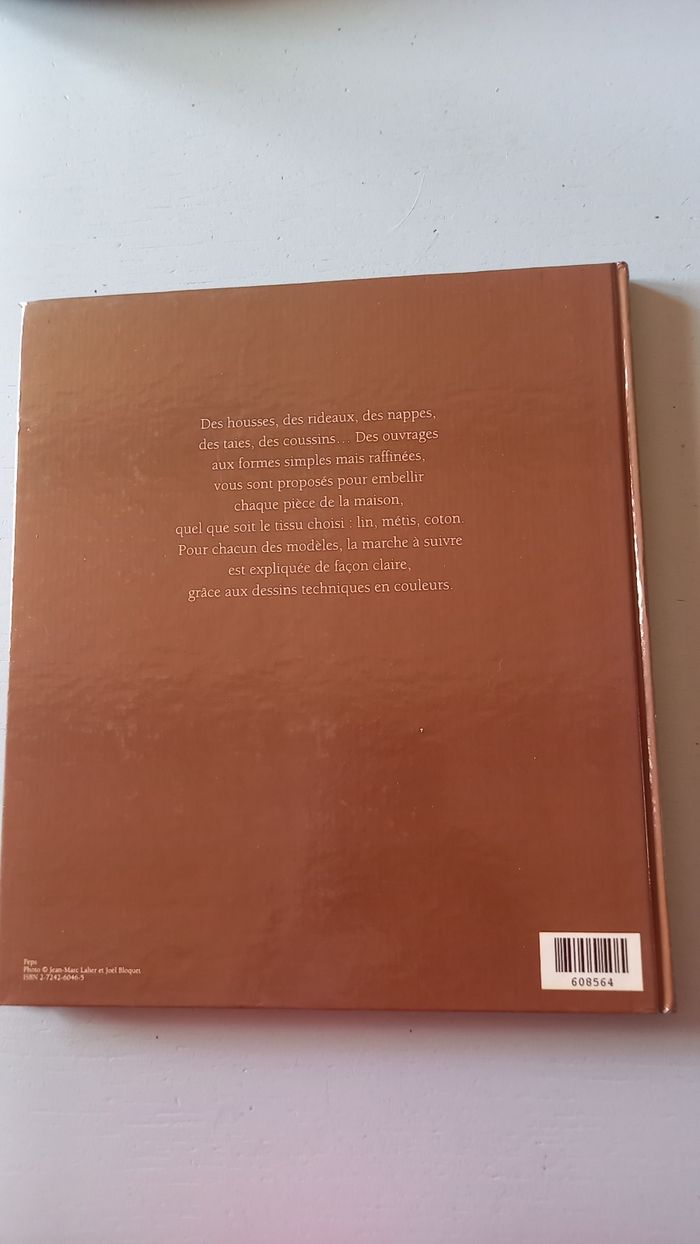 Des housses, des rideaux, des nappes,
des taies, des coussins... Des ouvrages
aux formes simples mais raffinées,
vous sont proposés pour embellir
chaque pièce de la maison,
quel que soit le tissu choisi : lin, métis, coton.
Pour chacun des modèles, la marche à suivre
est expliquée de façon claire,
grâce aux dessins techniques en couleurs.
Feps
Photo © Jean-Marc Laher et Joël Bloquet
ISBN 2-7242-6046-5
608564